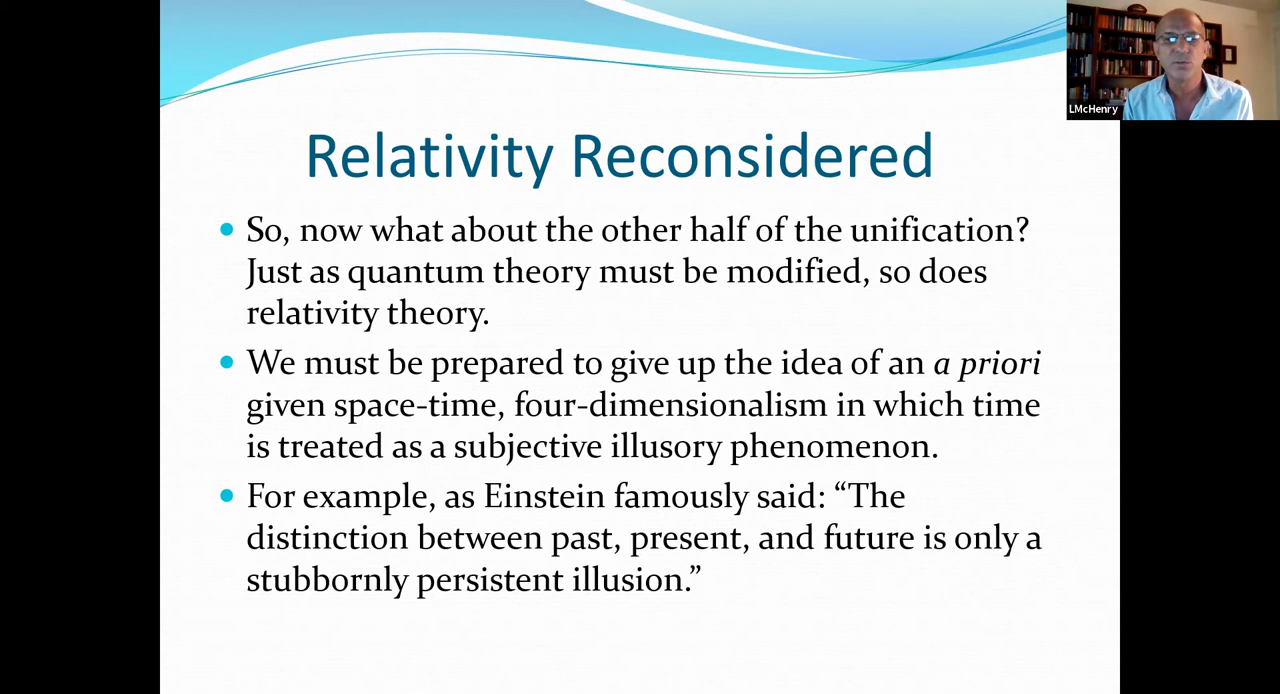 LMcHenry
Relativity Reconsidered
So, now what about the other half of the unification?
Just as quantum theory must be modified, so does
relativity theory.
We must be prepared to give up the idea of an a priori
given space-time, four-dimensionalism in which time
is treated as a subjective illusory phenomenon.
For example, as Einstein famously said: “The
distinction between past, present, and future is only a
stubbornly persistent illusion.”